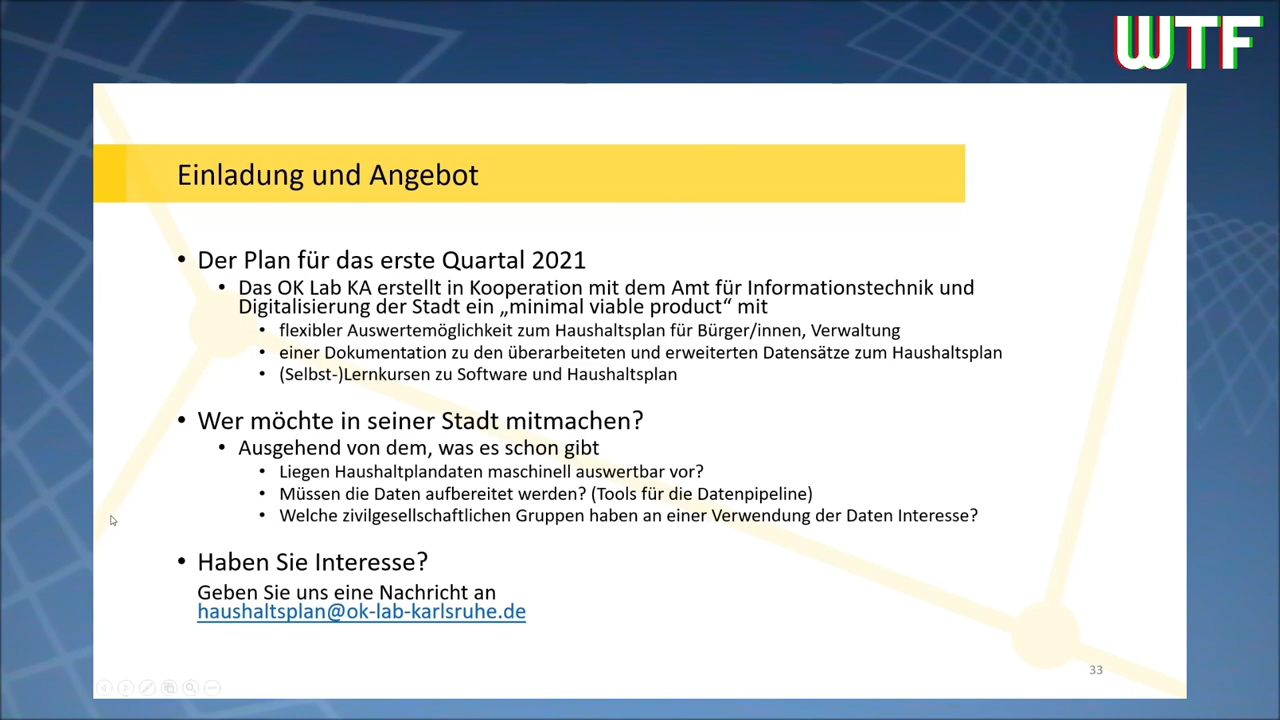 WTF
Einladung und Angebot
• Der Plan für das erste Quartal 2021
• Das OK Lab KA erstellt in Kooperation mit dem Amt für Informationstechnik und
Digitalisierung der Stadt ein „minimal viable product“ mit
• flexibler Auswertemöglichkeit zum Haushaltsplan für Bürger/innen, Verwaltung
• einer Dokumentation zu den überarbeiteten und erweiterten Datensätze zum Haushaltsplan
• (Selbst-)Lernkursen zu Software und Haushaltsplan
• Wer möchte in seiner Stadt mitmachen?
• Ausgehend von dem, was es schon gibt
• Liegen Haushaltplandaten maschinell auswertbar vor?
• Müssen die Daten aufbereitet werden? (Tools für die Datenpipeline)
• Welche zivilgesellschaftlichen Gruppen haben an einer Verwendung der Daten Interesse?
• Haben Sie Interesse?
Geben Sie uns eine Nachricht an
haushaltsplan@ok-lab-karlsruhe.de
33